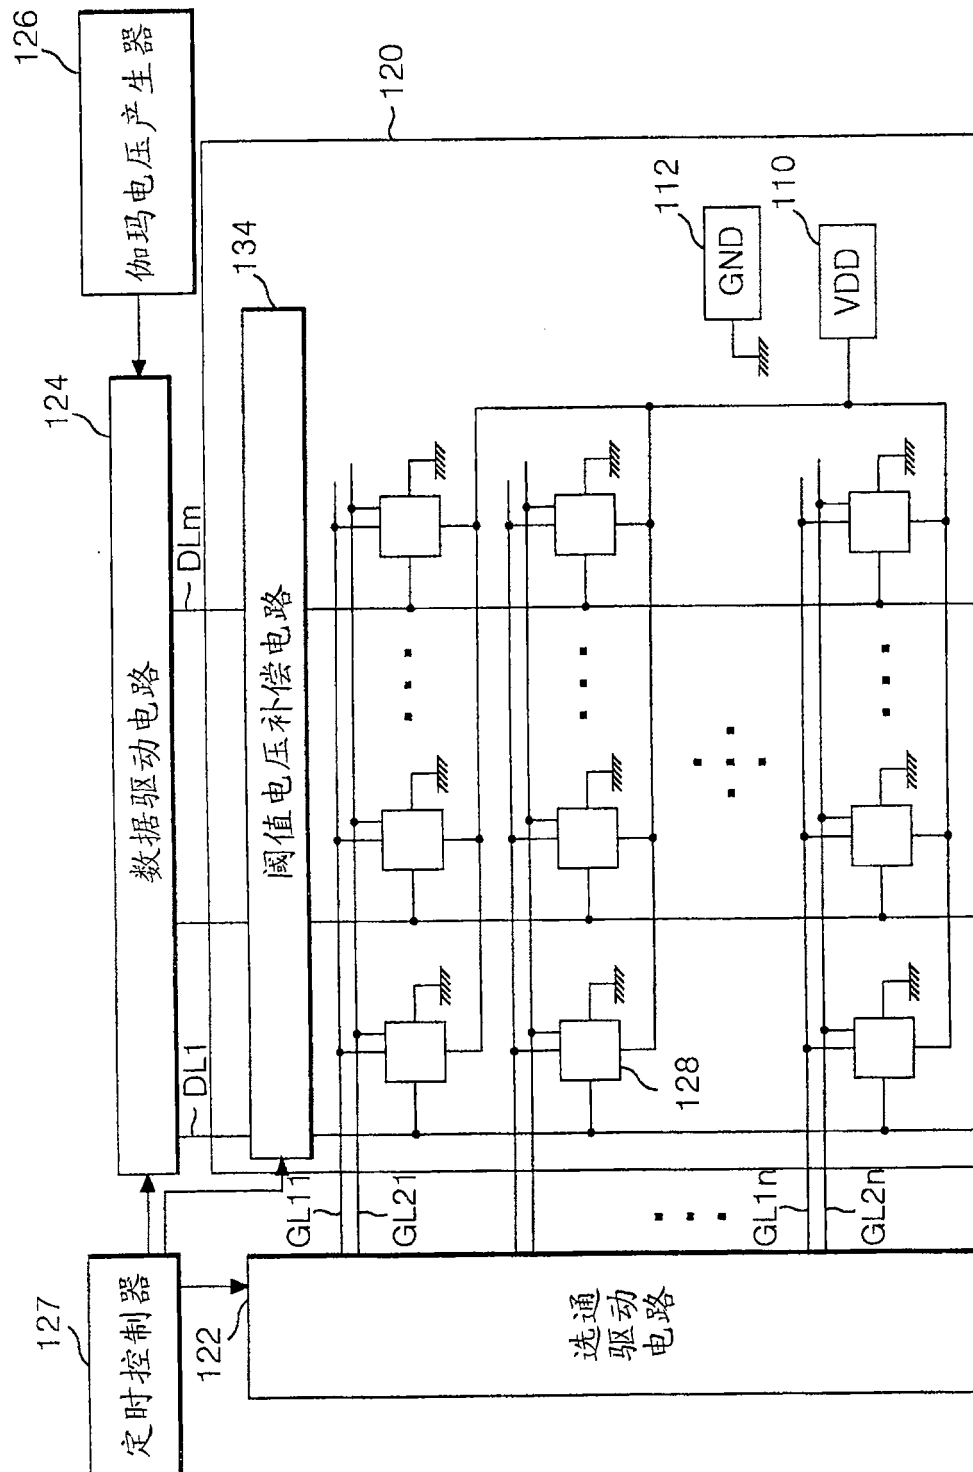 126
伽玛电压产生器
120
124
数据驱动电路
134
阈值电压补偿电路
112
GND
110
VDD
DLm
DL1
127
定时控制器
122
选通
驱动
电路
GL11
GL21
128
GL1n
GL2n